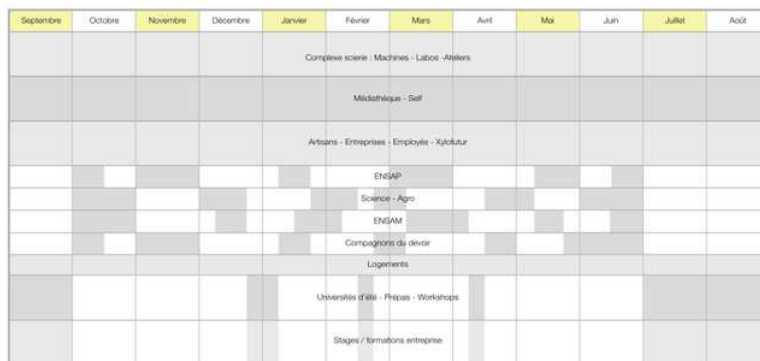 Septembre Octobre Novembre Décembre Janvier Février Mars Avril Mai Juin Juillet Août
Complexe scierie : Machines - Labos -Ateliers
Médiathèque - Self
Artisans - Entreprises - Employés - Xylofutur
ENSAP
Science - Agro
ENSAM
Compagnons du devoir
Logements
Universités d'été - Prépas - Workshops
Stages / formations entreprise